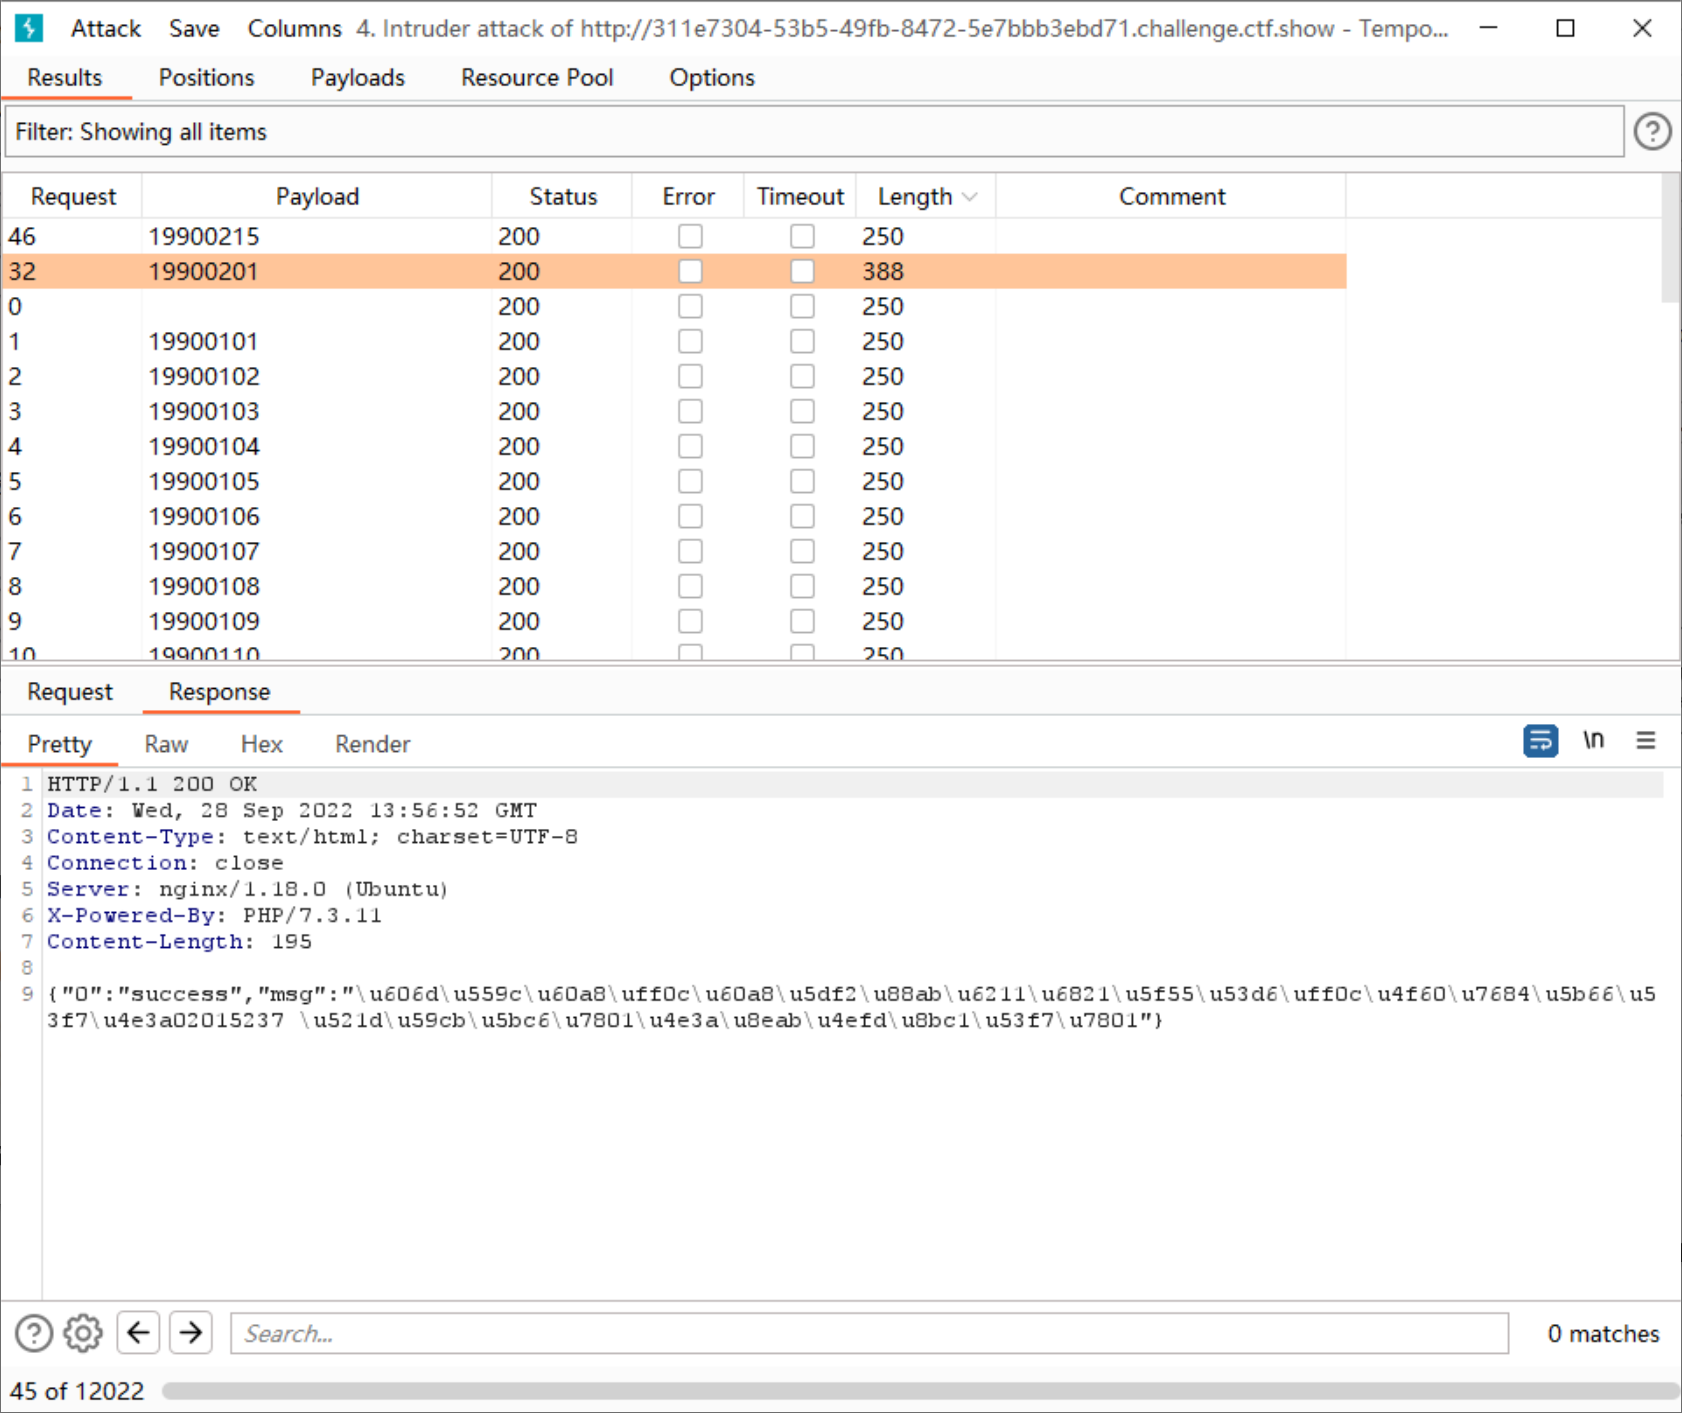 Attack Save Columns 4. Intruder attack of http://311e7304-53b5-49fb-8472-5e7bbb3ebd71.challenge.ctf.show - Tempo...
Results Positions Payloads Resource Pool Options
Filter: Showing all items
Request Payload Status Error Timeout Length Comment
46 19900215 200 250
32 19900201 200 388
0 200 250
1 19900101 200 250
2 19900102 200 250
3 19900103 200 250
4 19900104 200 250
5 19900105 200 250
6 19900106 200 250
7 19900107 200 250
8 19900108 200 250
9 19900109 200 250
10 19900110 200 250
Request Response
Pretty Raw Hex Render \n
1 HTTP/1.1 200 OK
2 Date: Wed, 28 Sep 2022 13:56:52 GMT
3 Content-Type: text/html; charset=UTF-8
4 Connection: close
5 Server: nginx/1.18.0 (Ubuntu)
6 X-Powered-By: PHP/7.3.11
7 Content-Length: 195
8
9 {"0":"success","msg":"\u606d\u559c\u60a8\uff0c\u60a8\u5df2\u88ab\u6211\u6821\u5f55\u53d6\uff0c\u4f60\u7684\u5b66\u5
3f7\u4e3a02015237 \u521d\u59cb\u5bc6\u7801\u4e3a\u8eab\u4efd\u8bc1\u53f7\u7801"}
Search... 0 matches
45 of 12022